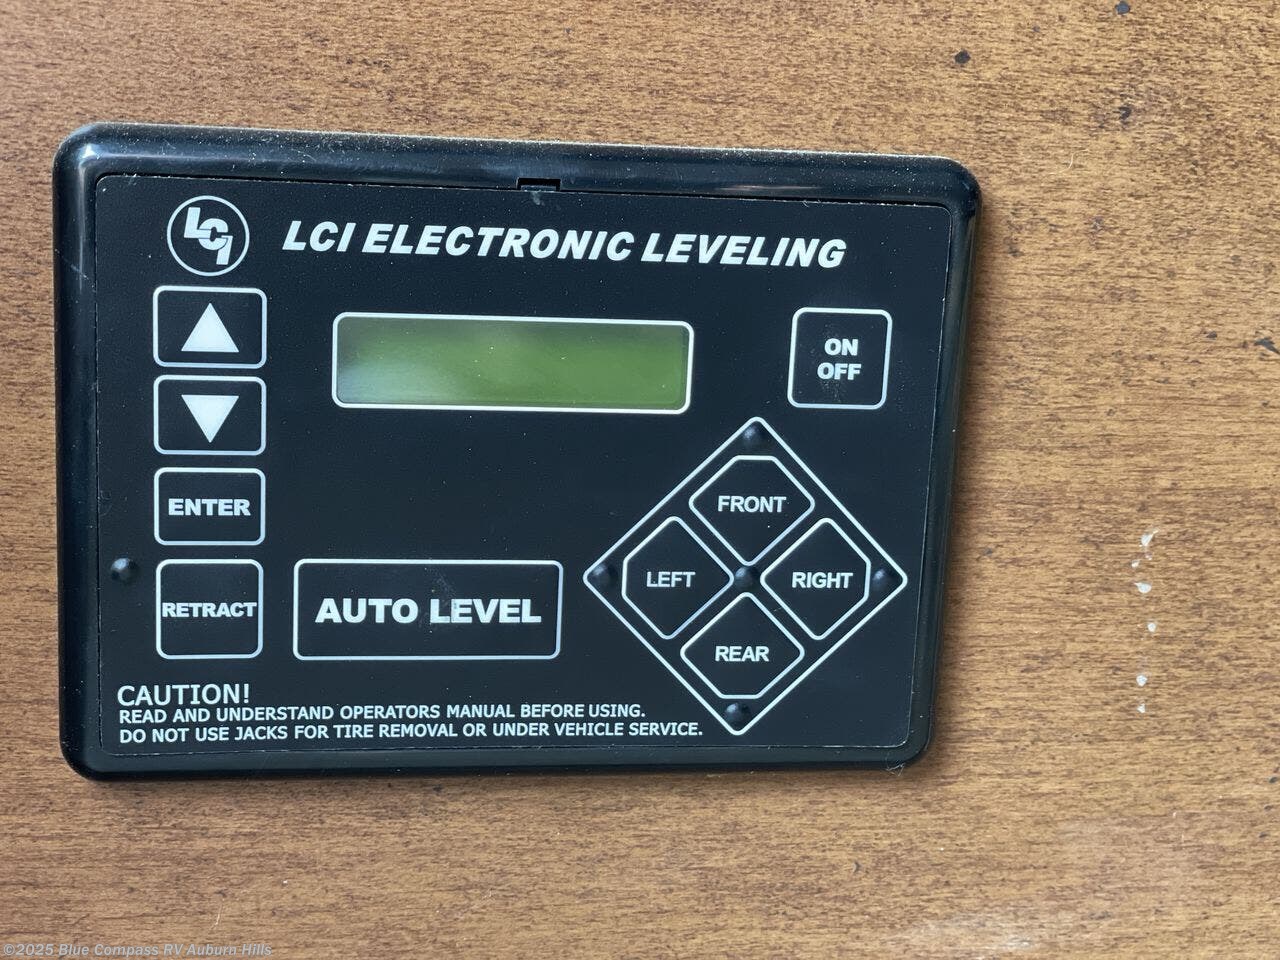 LCI
LCI ELECTRONIC LEVELING
ON
OFF
ENTER
RETRACT
AUTO LEVEL
FRONT
LEFT
RIGHT
REAR
CAUTION!
READ AND UNDERSTAND OPERATORS MANUAL BEFORE USING.
DO NOT USE JACKS FOR TIRE REMOVAL OR UNDER VEHICLE SERVICE.
©2025 Blue Compass RV Auburn Hills